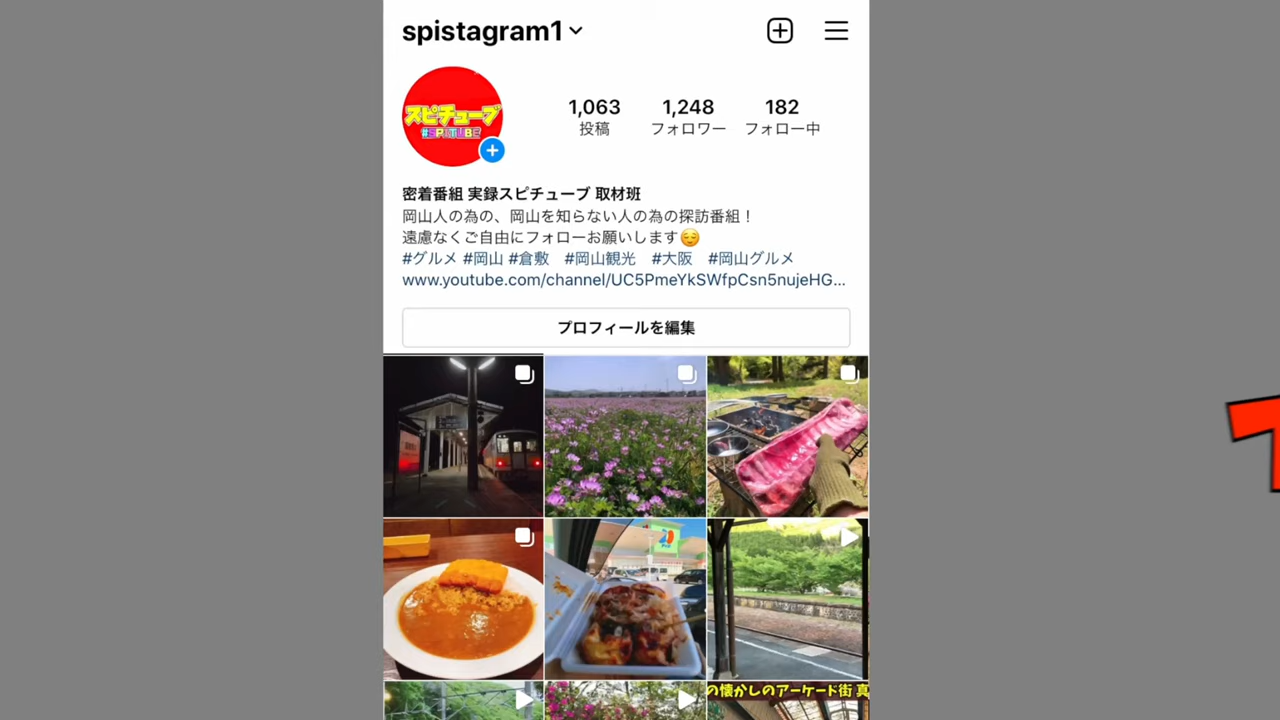 spistagram1
スピチューブ
#SPITUBE
1,063
投稿
1,248
フォロワー
182
フォロー中
密着番組 実録スピチューブ 取材班
岡山人の為の、岡山を知らない人の為の探訪番組！
遠慮なくご自由にフォローお願いします😌
#グルメ #岡山 #倉敷　#岡山観光　#大阪　#岡山グルメ
www.youtube.com/channel/UC5PmeYkSWfpCsn5nujeHG...
プロフィールを編集
の懐かしのアーケード街 真